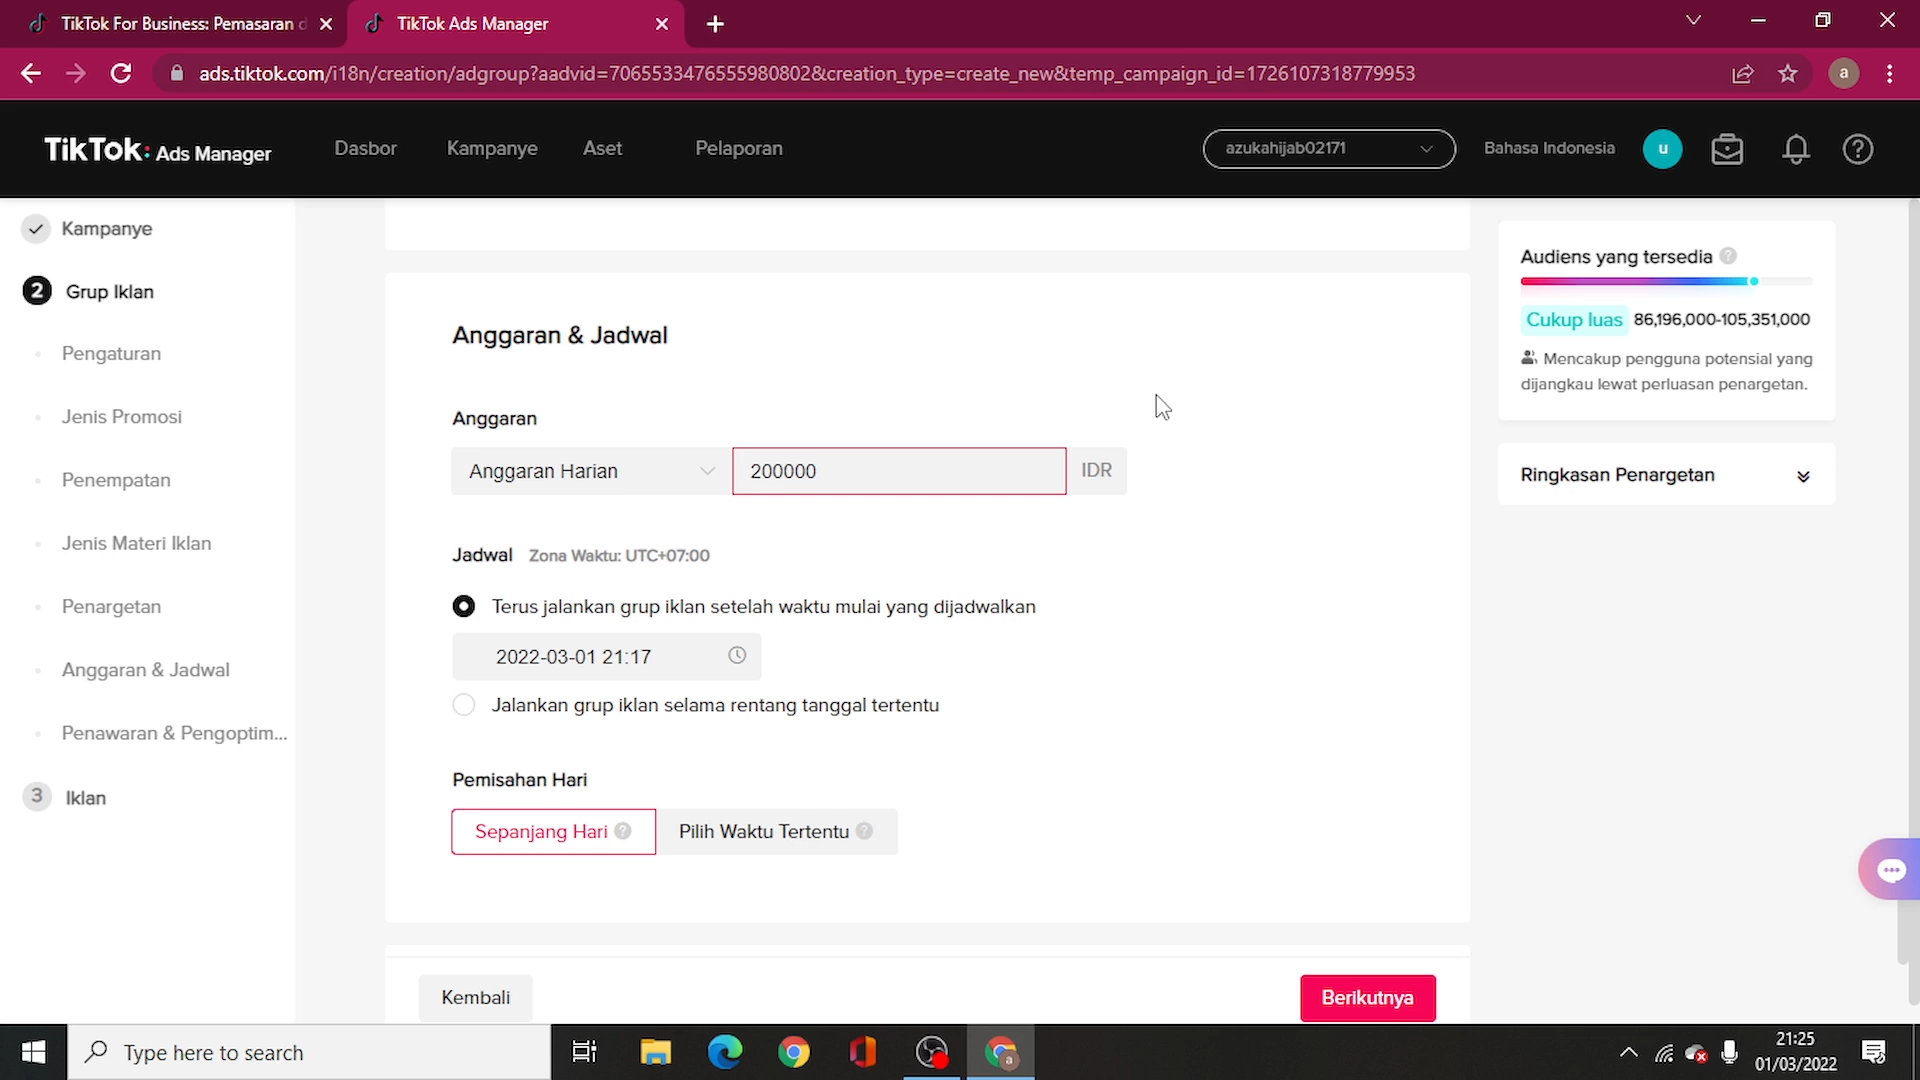 TikTok For Business: Pemasaran d
TikTok Ads Manager
ads.tiktok.com/i18n/creation/adgroup?aadvid=7065533476555980802&creation_type=create_new&temp_campaign_id=1726107318779953
a
TikTok: Ads Manager
Dasbor
Kampanye
Aset
Pelaporan
azukahijab02171
Bahasa Indonesia
u
Kampanye
2 Grup Iklan
Pengaturan
Jenis Promosi
Penempatan
Jenis Materi Iklan
Penargetan
Anggaran & Jadwal
Penawaran & Pengoptim...
3 Iklan
Anggaran & Jadwal
Anggaran
Anggaran Harian
200000
IDR
Jadwal Zona Waktu: UTC+07:00
Terus jalankan grup iklan setelah waktu mulai yang dijadwalkan
2022-03-01 21:17
Jalankan grup iklan selama rentang tanggal tertentu
Pemisahan Hari
Sepanjang Hari ?
Pilih Waktu Tertentu ?
Kembali
Berikutnya
Audiens yang tersedia ?
Cukup luas 86,196,000-105,351,000
Mencakup pengguna potensial yang
dijangkau lewat perluasan penargetan.
Ringkasan Penargetan
Type here to search
a
21:25
01/03/2022